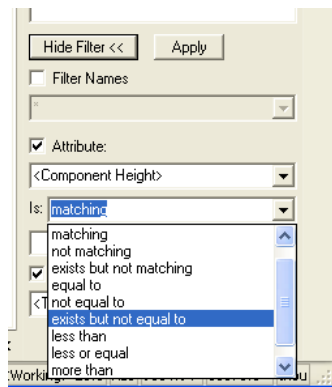 Hide Filter << Apply
Filter Names
*
Attribute:
<Component Height>
Is: matching
matching
not matching
exists but not matching
equal to
not equal to
exists but not equal to
less than
less or equal
more than
<T